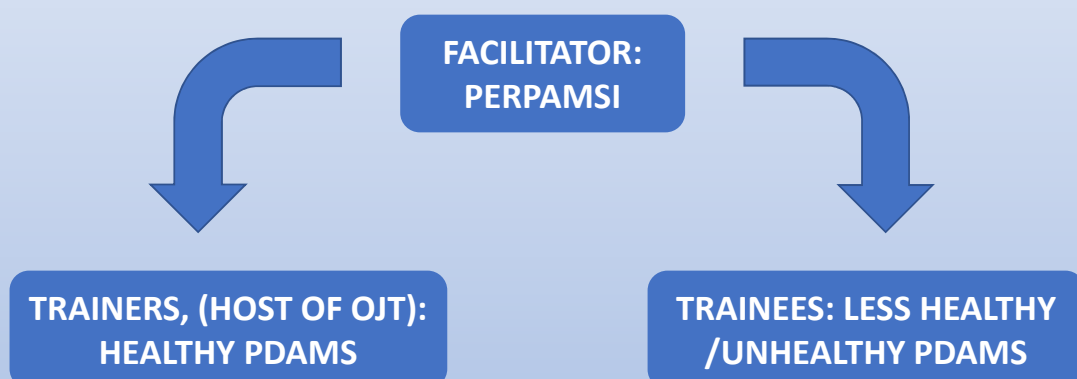 FACILITATOR:
PERPAMSI
TRAINERS, (HOST OF OJT):
HEALTHY PDAMS
TRAINEES: LESS HEALTHY
/UNHEALTHY PDAMS